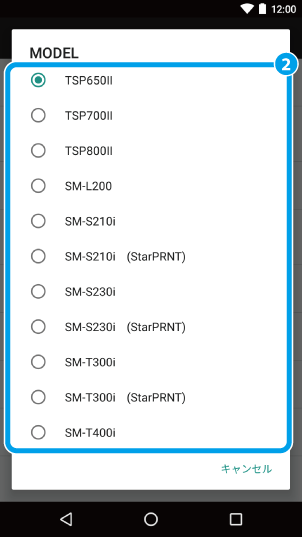 12:00
MODEL
2
TSP650II
TSP700II
TSP800II
SM-L200
SM-S210i
SM-S210i (StarPRNT)
SM-S230i
SM-S230i (StarPRNT)
SM-T300i
SM-T300i (StarPRNT)
SM-T400i
キャンセル